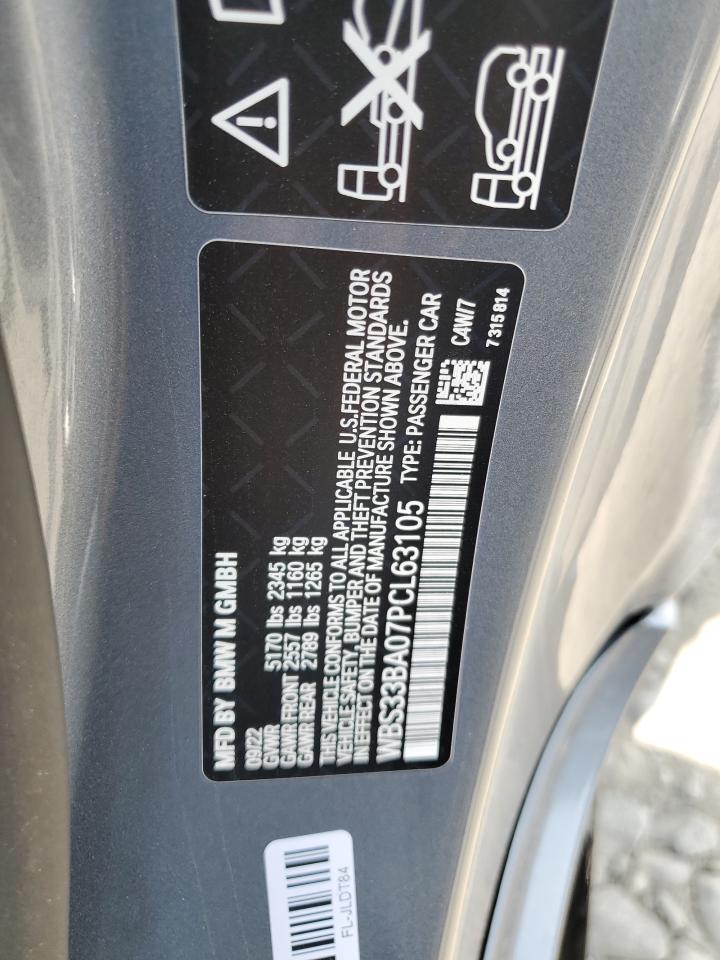 MFD BY BMW M GMBH
09/22
GVWR 5170 lbs 2345 kg
GAWR FRONT 2557 lbs 1160 kg
GAWR REAR 2789 lbs 1265 kg
THIS VEHICLE CONFORMS TO ALL APPLICABLE U.S.FEDERAL MOTOR
VEHICLE SAFETY, BUMPER AND THEFT PREVENTION STANDARDS
IN EFFECT ON THE DATE OF MANUFACTURE SHOWN ABOVE.
WBS33BA07PCL63105 TYPE: PASSENGER CAR
C4W/7
7 315 814
FL-JLDT84